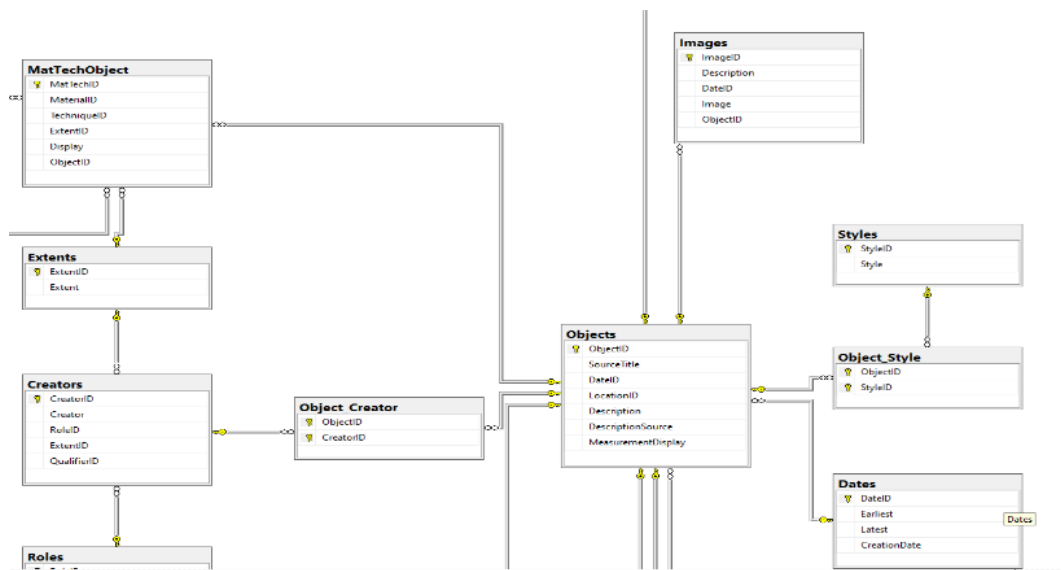 MatTechObject
MatTechID
MaterialID
TechniqueID
ExtentID
Display
ObjectID
Images
ImageID
Description
DateID
Image
ObjectID
Extents
ExtentID
Extent
Styles
StyleID
Style
Objects
ObjectID
SourceTitle
DateID
LocationID
Description
DescriptionSource
MeasurementDisplay
Object_Style
ObjectID
StyleID
Creators
CreatorID
Creator
RoleID
ExtentID
QualifierID
Object_Creator
ObjectID
CreatorID
Dates
DateID
Earliest
Latest
CreationDate
Dates
Roles